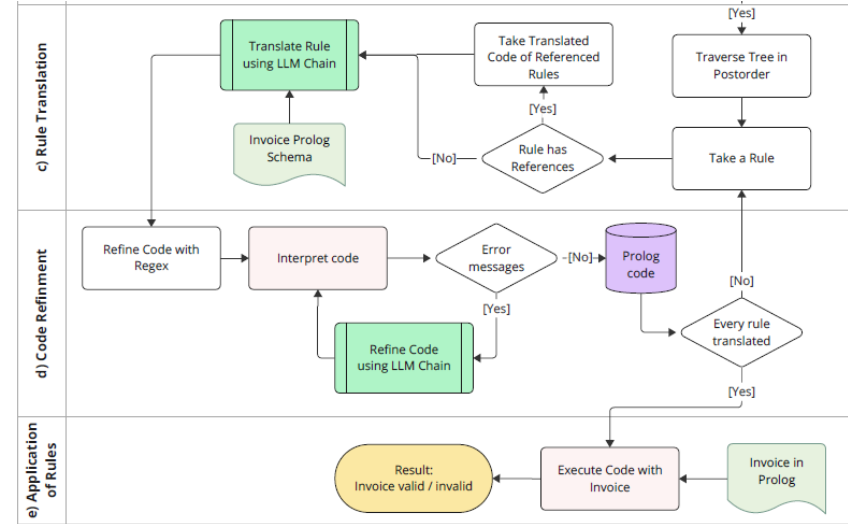 [Yes]
c) Rule Translation
Translate Rule
using LLM Chain
Take Translated
Code of Referenced
Rules
Traverse Tree in
Postorder
[Yes]
Invoice Prolog
Schema
[No]
Rule has
References
Take a Rule
d) Code Refinment
Refine Code with
Regex
Interpret code
Error
messages
[No]
Prolog
code
[No]
[Yes]
Every rule
translated
Refine Code
using LLM Chain
[Yes]
e) Application
of Rules
Result:
Invoice valid / invalid
Execute Code with
Invoice
Invoice in
Prolog